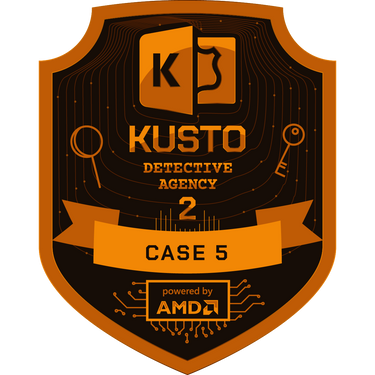 K
KUSTO
DETECTIVE
AGENCY
2
CASE 5
powered by
AMD